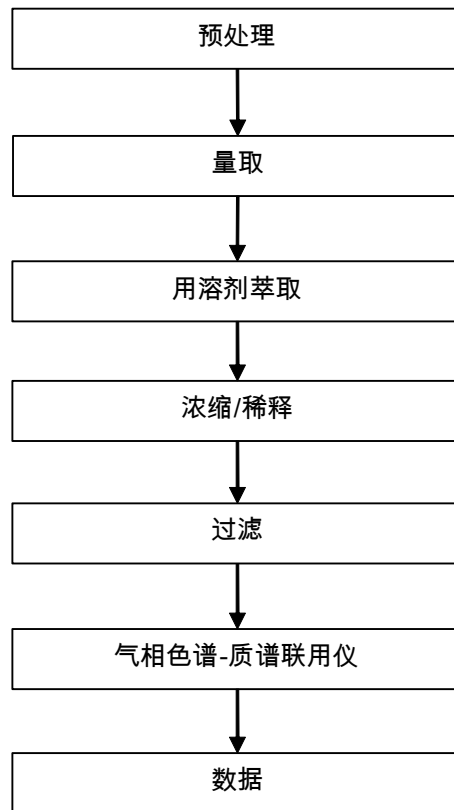 预处理
量取
用溶剂萃取
浓缩/稀释
过滤
气相色谱-质谱联用仪
数据